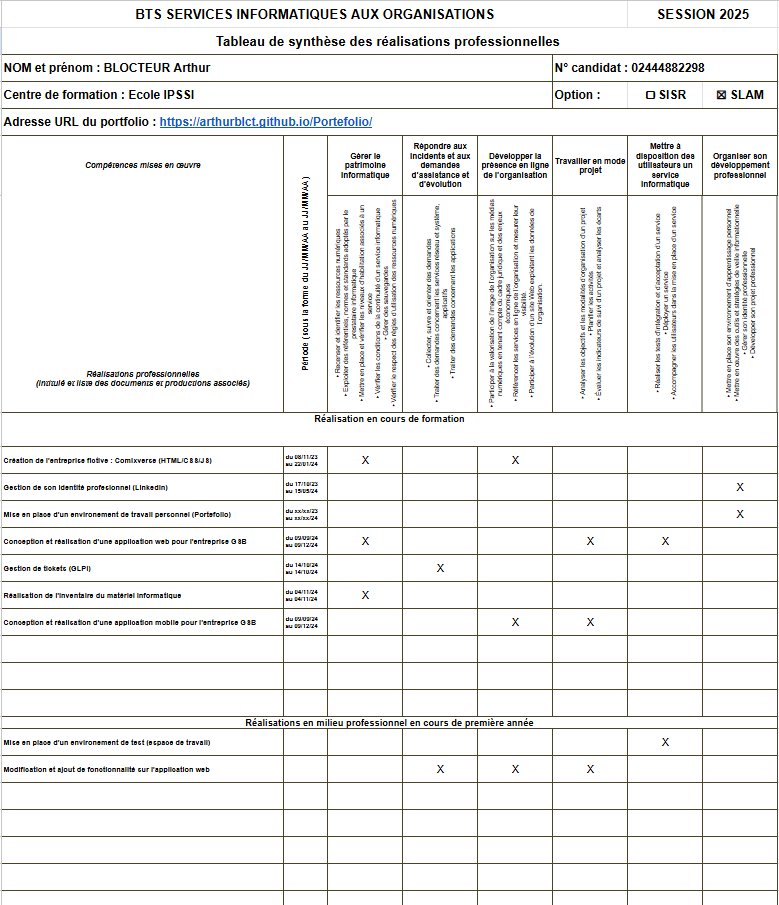 BTS SERVICES INFORMATIQUES AUX ORGANISATIONS SESSION 2025
Tableau de synthèse des réalisations professionnelles
NOM et prénom : BLOCTEUR Arthur N° candidat : 02444882298
Centre de formation : Ecole IPSSI Option : SISR SLAM
Adresse URL du portfolio : https://arthurblct.github.io/Portefolio/
Compétences mises en œuvre
Réalisations professionnelles
(intitulé et liste des documents et productions associés)
Période (sous la forme du JJ/MM/AA au JJ/MM/AA)
Gérer le
patrimoine
informatique
• Recenser et identifier les ressources numériques
• Exploiter des référentiels, normes et standards adoptés par le
prestataire informatique
• Mettre en place et vérifier les niveaux d'habilitation associés à un
service
• Vérifier les conditions de la continuité d'un service informatique
• Gérer des sauvegardes
• Vérifier le respect des règles d'utilisation des ressources numériques
Répondre aux
incidents et aux
demandes
d'assistance et
d'évolution
• Collecter, suivre et orienter des demandes
• Traiter des demandes concernant les services réseau et système,
applicatifs
• Traiter des demandes concernant les applications
Développer la
présence en ligne
de l'organisation
• Participer à la valorisation de l'image de l'organisation sur les médias
numériques en tenant compte du cadre juridique et des enjeux
économiques
• Référencer les services en ligne de l'organisation et mesurer leur
visibilité.
• Participer à l'évolution d'un site Web exploitant les données de
l'organisation.
Travailler en mode
projet
• Analyser les objectifs et les modalités d'organisation d'un projet
• Planifier les activités
• Évaluer les indicateurs de suivi d'un projet et analyser les écarts
Mettre à
disposition des
utilisateurs un
service
informatique
• Réaliser les tests d'intégration et d'acceptation d'un service
• Déployer un service
• Accompagner les utilisateurs dans la mise en place d'un service
Organiser son
développement
professionnel
• Mettre en place son environnement d'apprentissage personnel
• Mettre en œuvre des outils et stratégies de veille informationnelle
• Gérer son identité professionnelle
• Développer son projet professionnel
Réalisation en cours de formation
Création de l'entreprise fictive : Comixverse (HTML/CSS/JS) du 08/11/23 au 22/01/24 X X
Gestion de son identité profesionnel (Linkedin) du 17/10/23 au 15/05/24 X
Mise en place d'un environement de travail personnel (Portefolio) du xx/xx/23 au xx/xx/24 X
Conception et réalisation d'une application web pour l'entreprise GSB du 09/09/24 au 09/12/24 X X X
Gestion de tickets (GLPI) du 14/10/24 au 14/10/24 X
Réalisation de l'inventaire du matériel informatique du 04/11/24 au 04/11/24 X
Conception et réalisation d'une application mobile pour l'entreprise GSB du 09/09/24 au 09/12/24 X X
Réalisations en milieu professionnel en cours de première année
Mise en place d'un environement de test (espace de travail) X
Modification et ajout de fonctionnalité sur l'application web X X X